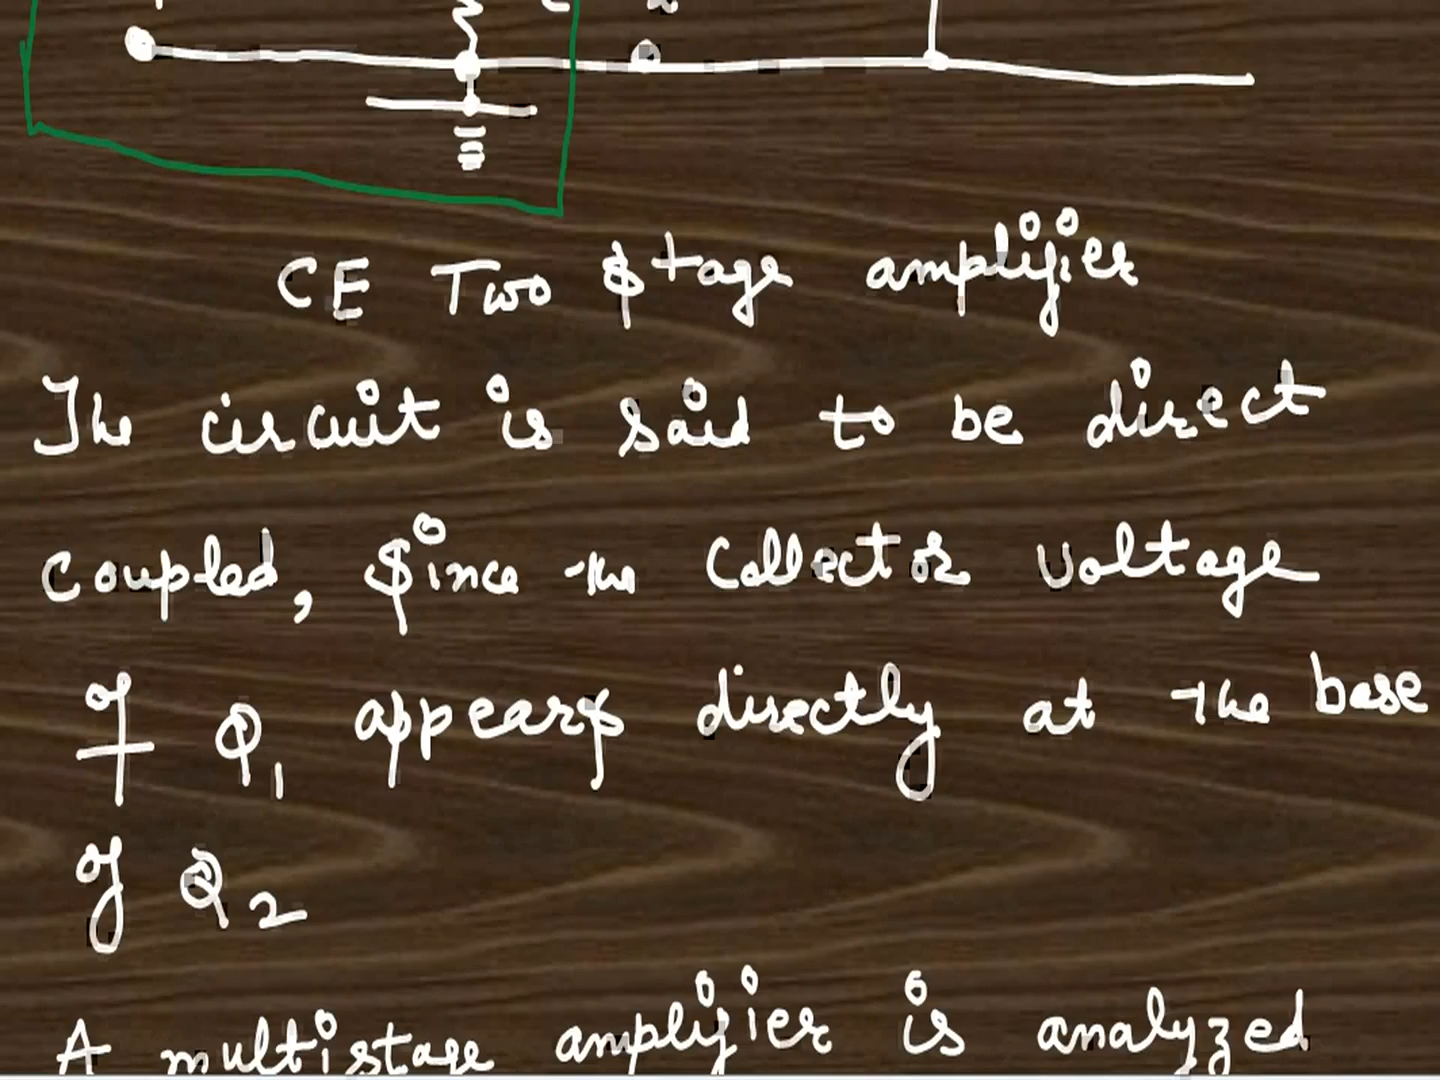 CE Two Stage amplifier
The circuit is said to be direct
coupled, Since the Collector voltage
of Q1 appears directly at the base
of Q2
A multistage amplifier is analyzed